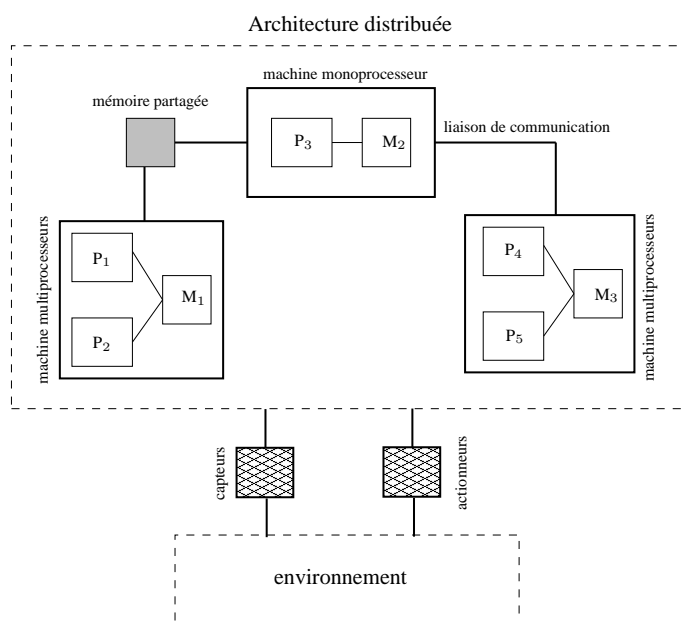 Architecture distribuée
machine monoprocesseur
mémoire partagée
P3
M2
liaison de communication
machine multiprocesseurs
P1
P2
M1
P4
P5
M3
machine multiprocesseurs
capteurs
actionneurs
environnement